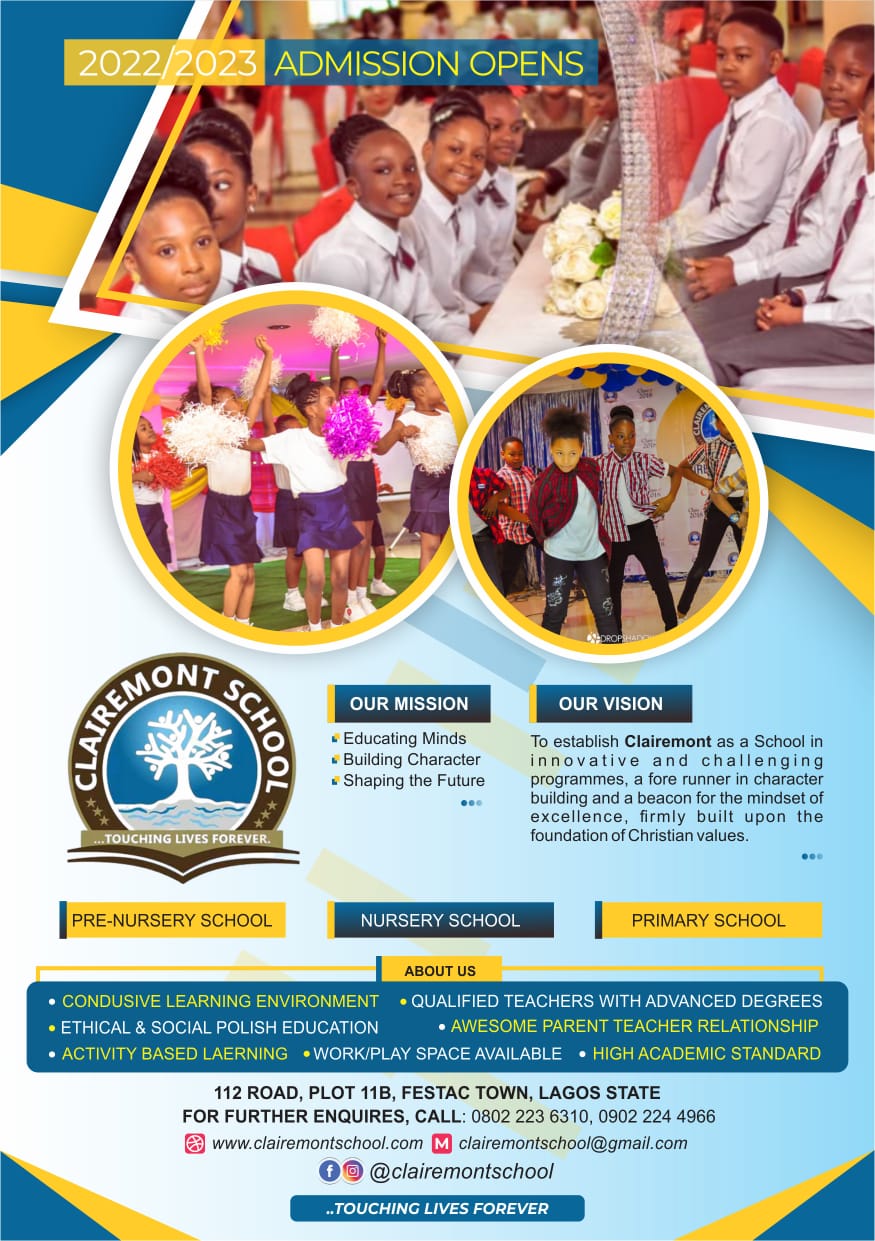 2022/2023 ADMISSION OPENS
CLAIREMONT
Class of
2018
DROPSHADOW
CLAIREMONT SCHOOL
...TOUCHING LIVES FOREVER.
OUR MISSION
Educating Minds
Building Character
Shaping the Future
OUR VISION
To establish Clairemont as a School in
innovative and challenging
programmes, a fore runner in character
building and a beacon for the mindset of
excellence, firmly built upon the
foundation of Christian values.
PRE-NURSERY SCHOOL
NURSERY SCHOOL
PRIMARY SCHOOL
ABOUT US
• CONDUSIVE LEARNING ENVIRONMENT
• QUALIFIED TEACHERS WITH ADVANCED DEGREES
• ETHICAL & SOCIAL POLISH EDUCATION
• AWESOME PARENT TEACHER RELATIONSHIP
• ACTIVITY BASED LAERNING
• WORK/PLAY SPACE AVAILABLE
• HIGH ACADEMIC STANDARD
112 ROAD, PLOT 11B, FESTAC TOWN, LAGOS STATE
FOR FURTHER ENQUIRES, CALL: 0802 223 6310, 0902 224 4966
www.clairemontschool.com M clairemontschool@gmail.com
f @clairemontschool
..TOUCHING LIVES FOREVER